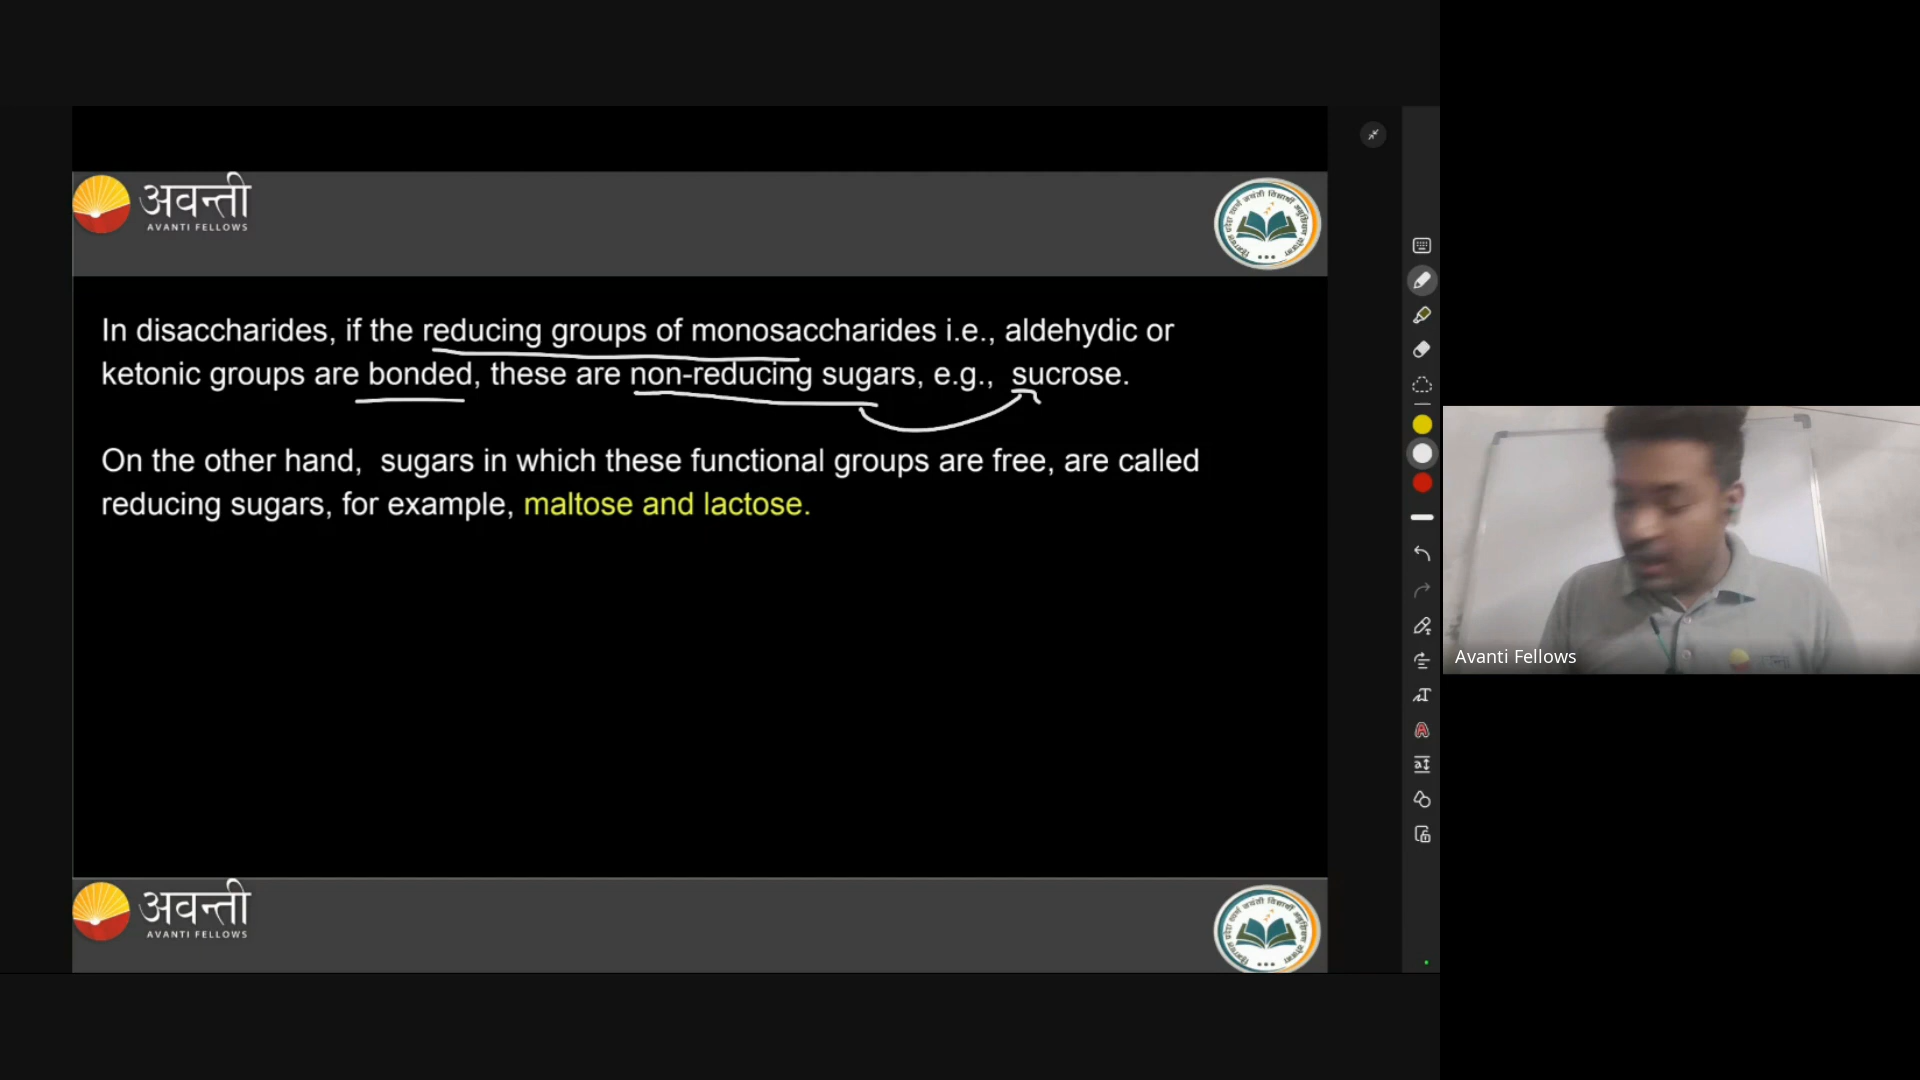 अवन्ती
AVANTI FELLOWS
In disaccharides, if the reducing groups of monosaccharides i.e., aldehydic or
ketonic groups are bonded, these are non-reducing sugars, e.g., sucrose.
On the other hand, sugars in which these functional groups are free, are called
reducing sugars, for example, maltose and lactose.
Avanti Fellows
अवन्ती
AVANTI FELLOWS